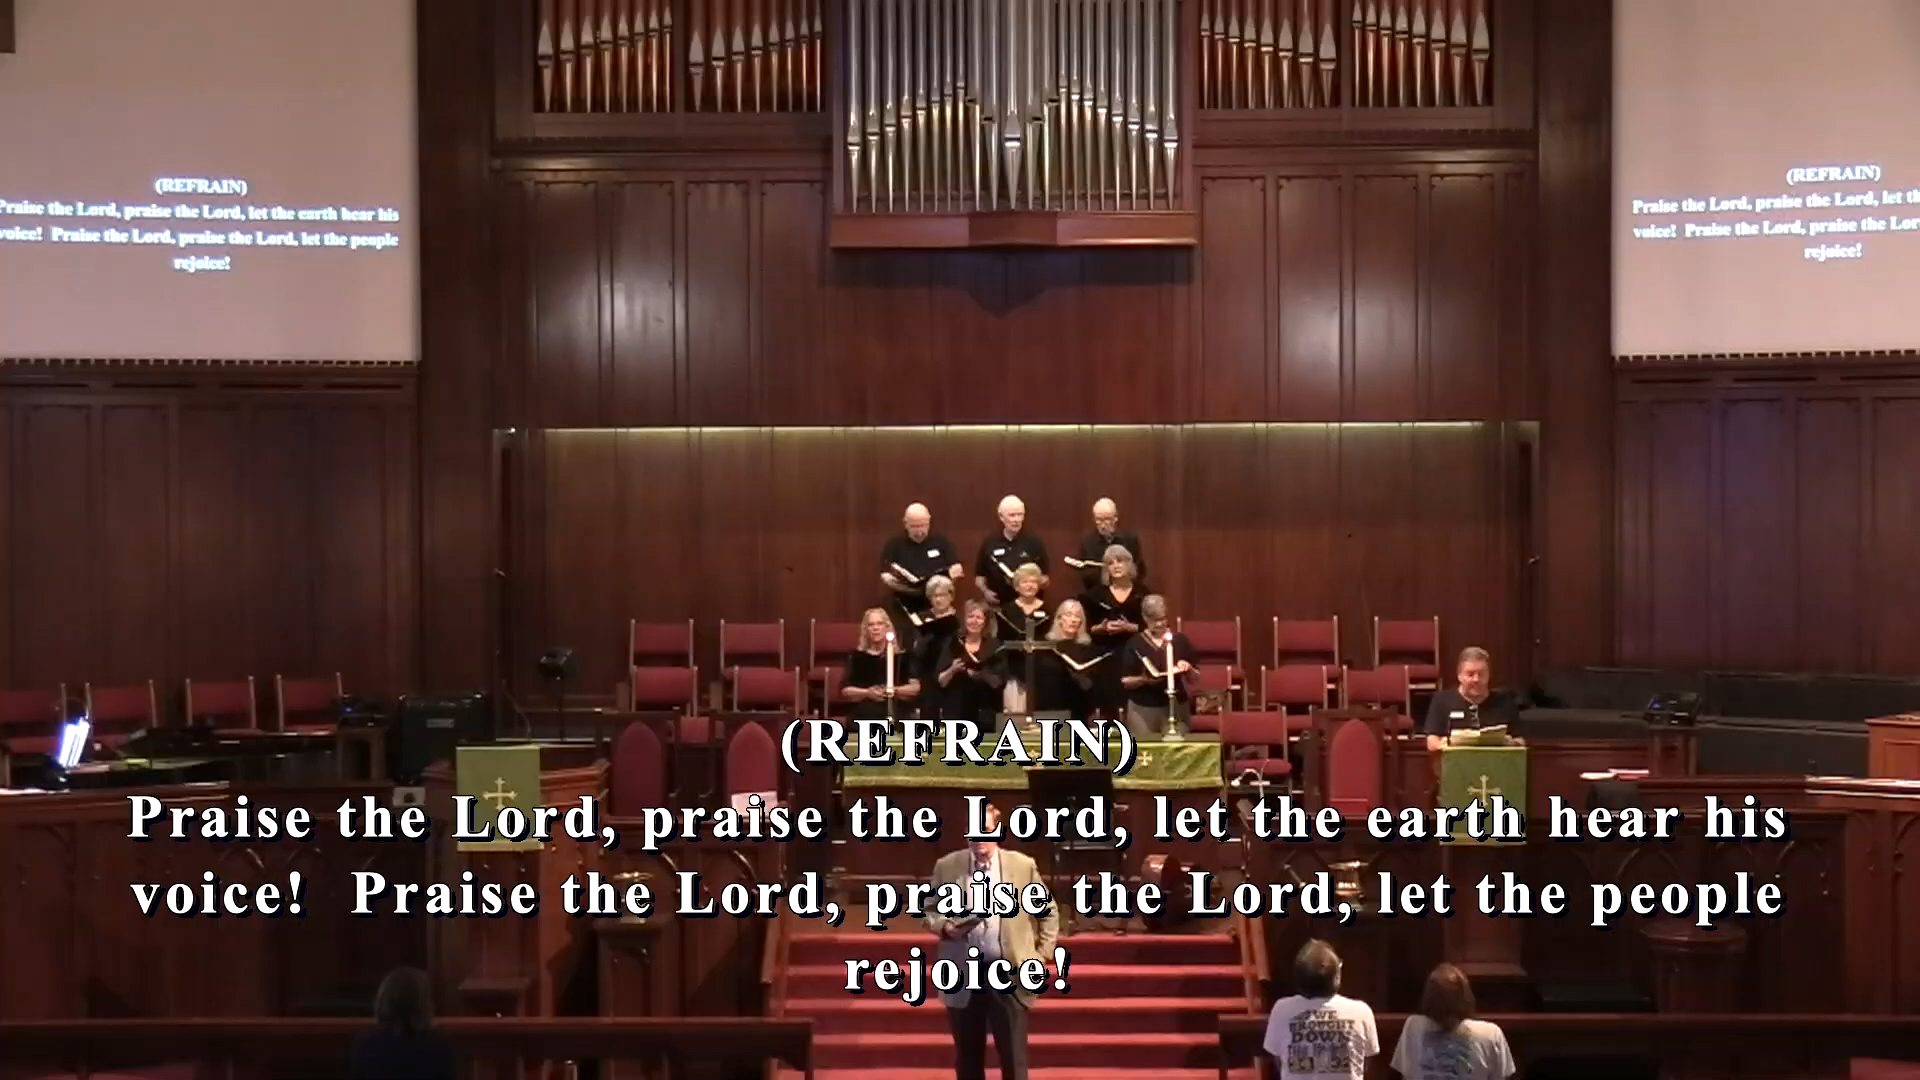 (REFRAIN)
Praise the Lord, praise the Lord, let the earth hear his
voice!  Praise the Lord, praise the Lord, let the people
rejoice!
(REFRAIN)
Praise the Lord, praise the Lord, let th
voice!  Praise the Lord, praise the Lor
rejoice!
(REFRAIN)
Praise the Lord, praise the Lord, let the earth hear his
voice!  Praise the Lord, praise the Lord, let the people
rejoice!
WE
BROUGHT
DOWN